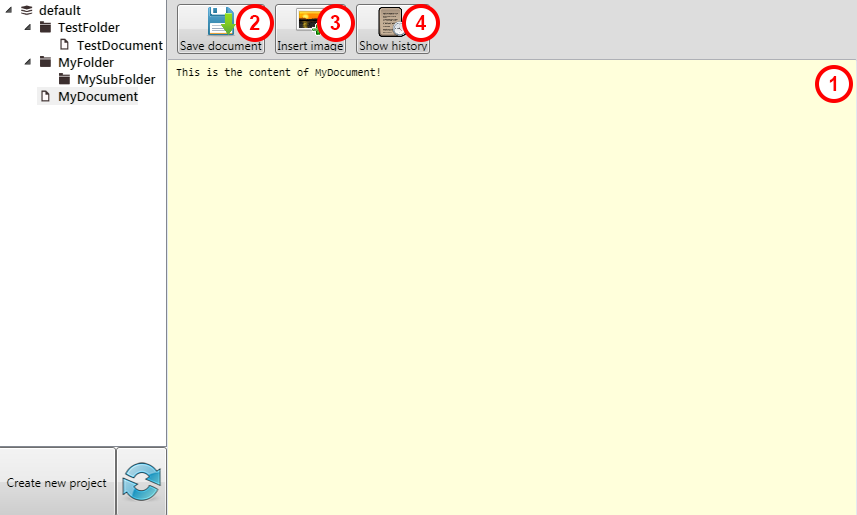 default
TestFolder
TestDocument
MyFolder
MySubFolder
MyDocument
Create new project
Save document
2
Insert image
3
Show history
4
This is the content of MyDocument!
1